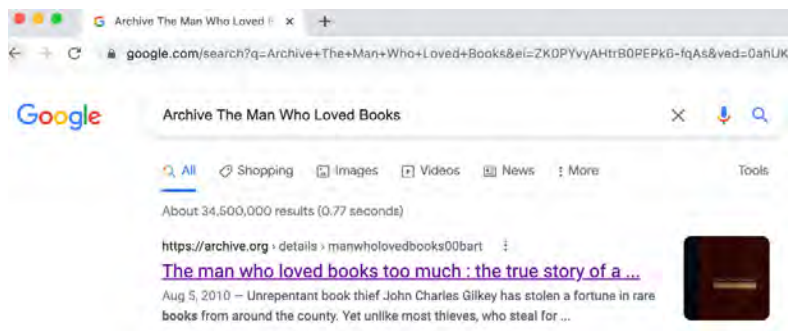 Archive The Man Who Loved
google.com/search?q=Archive+The+Man+Who+Loved+Books&ei=ZK0PYvyAHtrB0PEPk6-fqAs&ved=0ahUK
Google
Archive The Man Who Loved Books
All Shopping Images Videos News More Tools
About 34,500,000 results (0.77 seconds)
https://archive.org › details › manwholovedbooks00bart
The man who loved books too much : the true story of a ...
Aug 5, 2010 — Unrepentant book thief John Charles Gilkey has stolen a fortune in rare
books from around the county. Yet unlike most thieves, who steal for ...